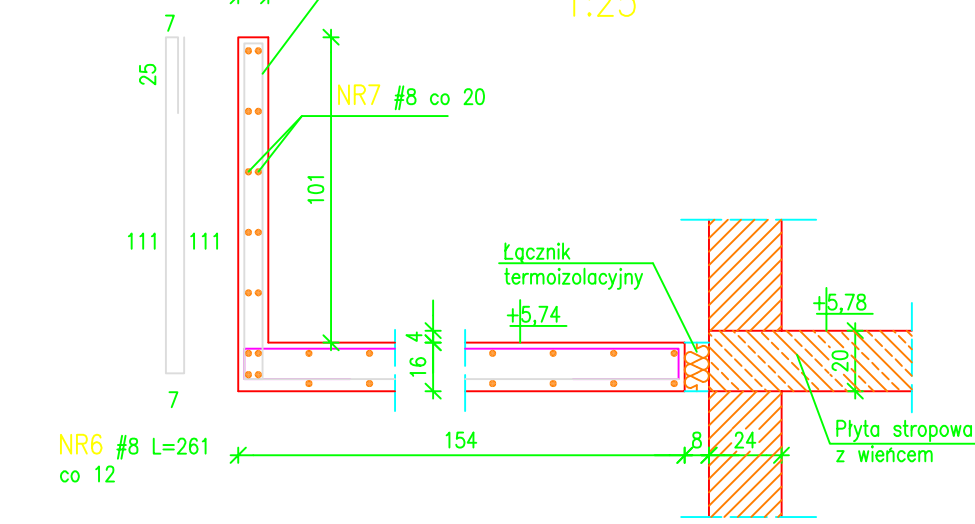 1:25
7
25
NR7 #8 co 20
101
111 111
Łącznik
termoizolacyjny
+5,74
+5,78
4
16
20
7
NR6 #8 L=261
co 12
154
8
24
Płyta stropowa
z wieńcem